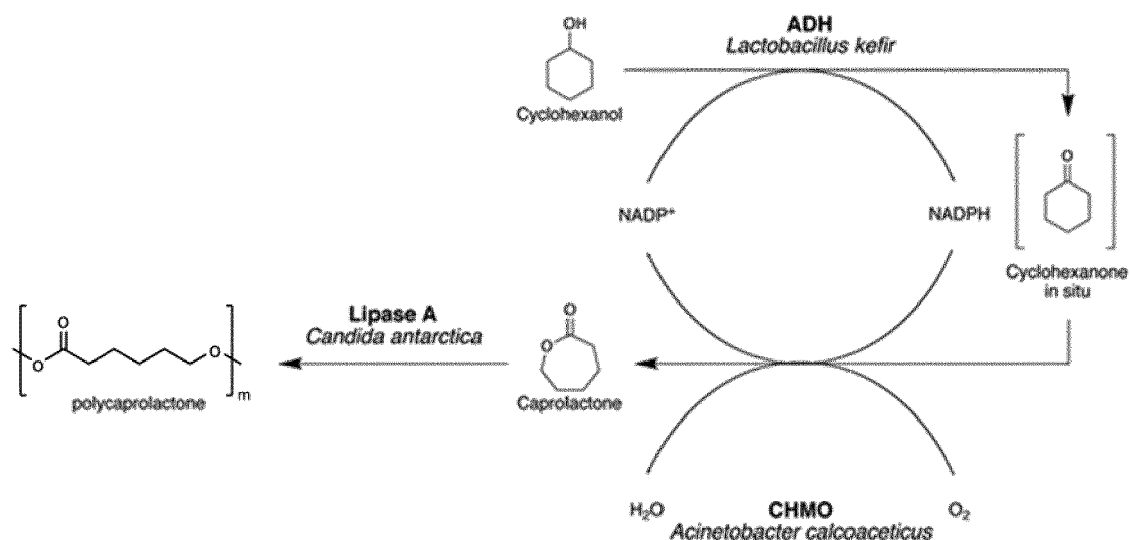 OH
Cyclohexanol
ADH
Lactobacillus kefir
NADP+
NADPH
O
Cyclohexanone
in situ
O
O
O
m
polycaprolactone
Lipase A
Candida antarctica
O
O
Caprolactone
H2O
CHMO
Acinetobacter calcoaceticus
O2